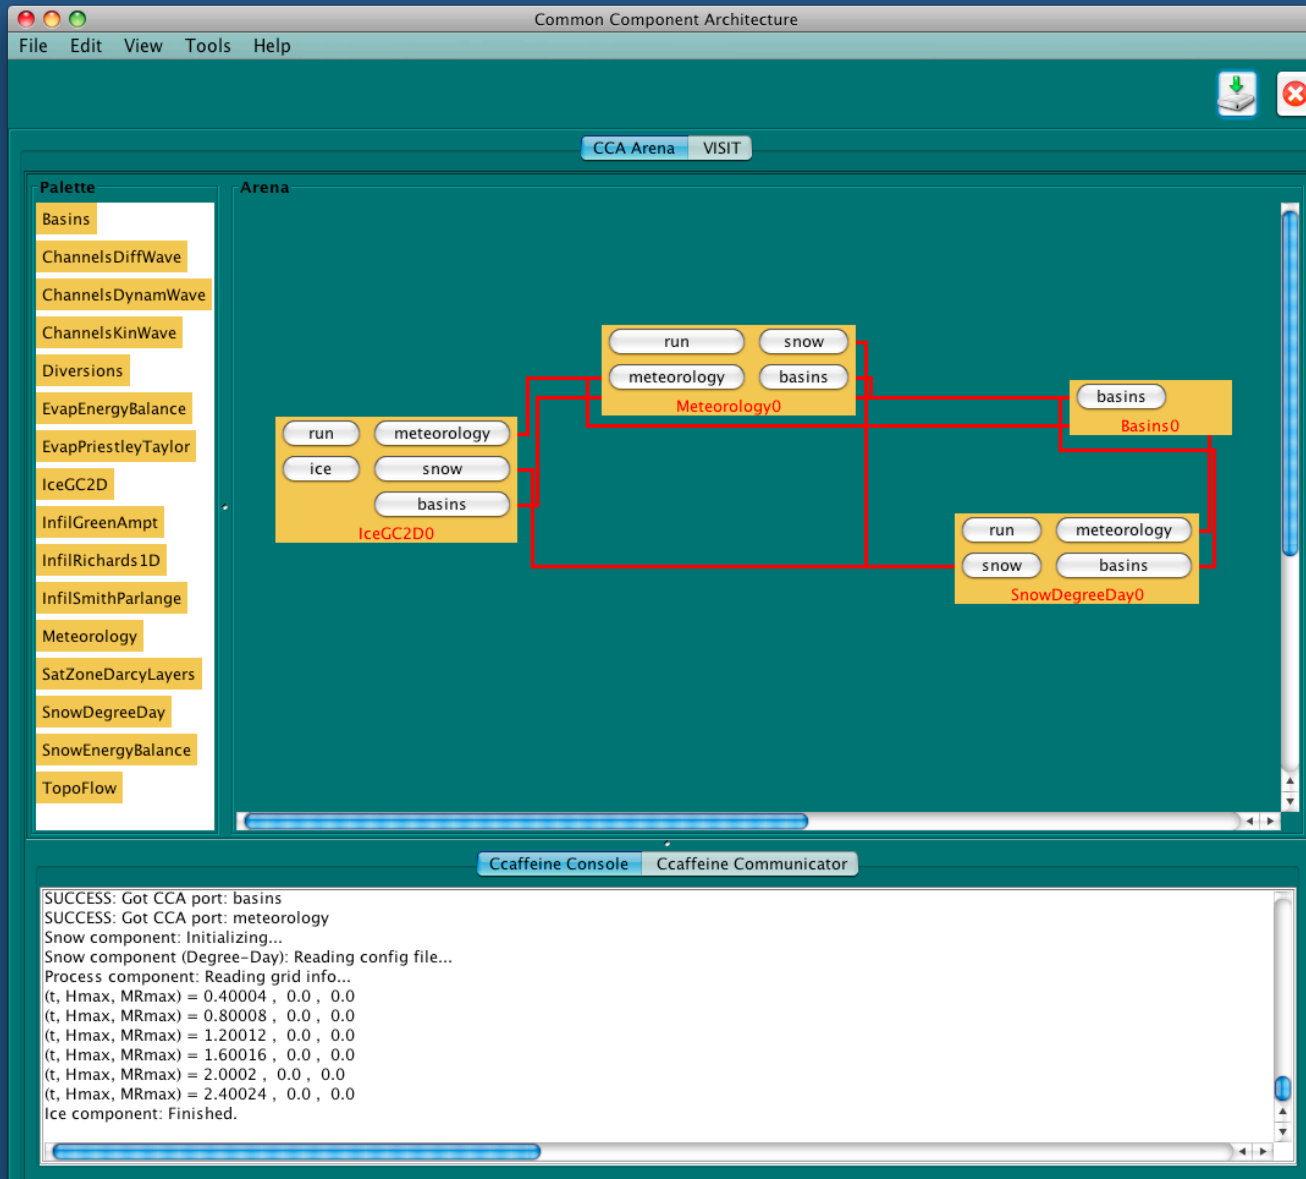 Common Component Architecture
File Edit View Tools Help
CCA Arena VISIT
Palette
Basins
ChannelsDiffWave
ChannelsDynamWave
ChannelsKinWave
Diversions
EvapEnergyBalance
EvapPriestleyTaylor
IceGC2D
InfilGreenAmpt
InfilRichards1D
InfilSmithParlange
Meteorology
SatZoneDarcyLayers
SnowDegreeDay
SnowEnergyBalance
TopoFlow
Arena
run snow
meteorology basins
Meteorology0
basins
Basins0
run meteorology
ice snow
basins
IceGC2D0
run meteorology
snow basins
SnowDegreeDay0
Ccaffeine Console Ccaffeine Communicator
SUCCESS: Got CCA port: basins
SUCCESS: Got CCA port: meteorology
Snow component: Initializing...
Snow component (Degree-Day): Reading config file...
Process component: Reading grid info...
(t, Hmax, MRmax) = 0.40004 , 0.0 , 0.0
(t, Hmax, MRmax) = 0.80008 , 0.0 , 0.0
(t, Hmax, MRmax) = 1.20012 , 0.0 , 0.0
(t, Hmax, MRmax) = 1.60016 , 0.0 , 0.0
(t, Hmax, MRmax) = 2.0002 , 0.0 , 0.0
(t, Hmax, MRmax) = 2.40024 , 0.0 , 0.0
Ice component: Finished.